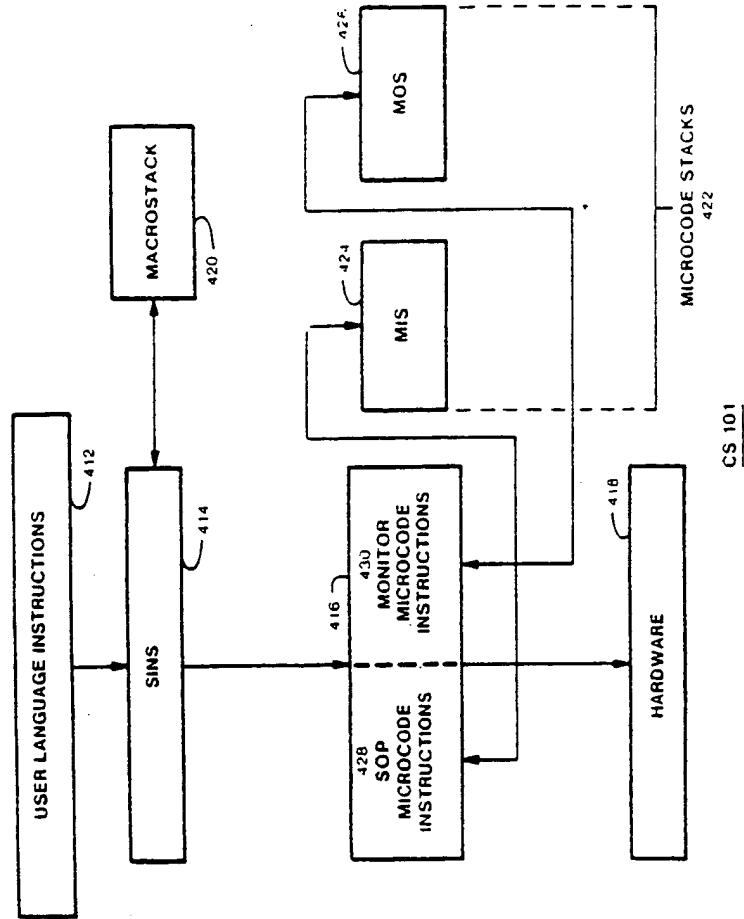 USER LANGUAGE INSTRUCTIONS
412
SINS
414
MACROSTACK
420
416
428
SOP
MICROCODE
INSTRUCTIONS
430
MONITOR
MICROCODE
INSTRUCTIONS
MIS
424
MOS
426
MICROCODE STACKS
422
HARDWARE
418
CS 101